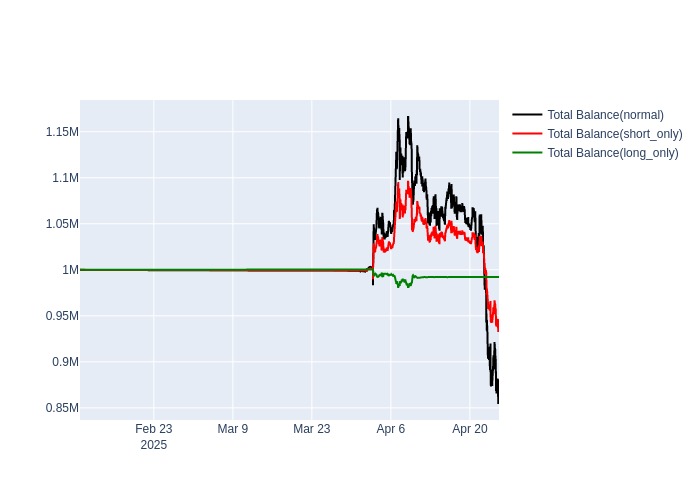 Total Balance(normal)
Total Balance(short_only)
Total Balance(long_only)
1.15M
1.1M
1.05M
1M
0.95M
0.9M
0.85M
Feb 23
2025
Mar 9
Mar 23
Apr 6
Apr 20